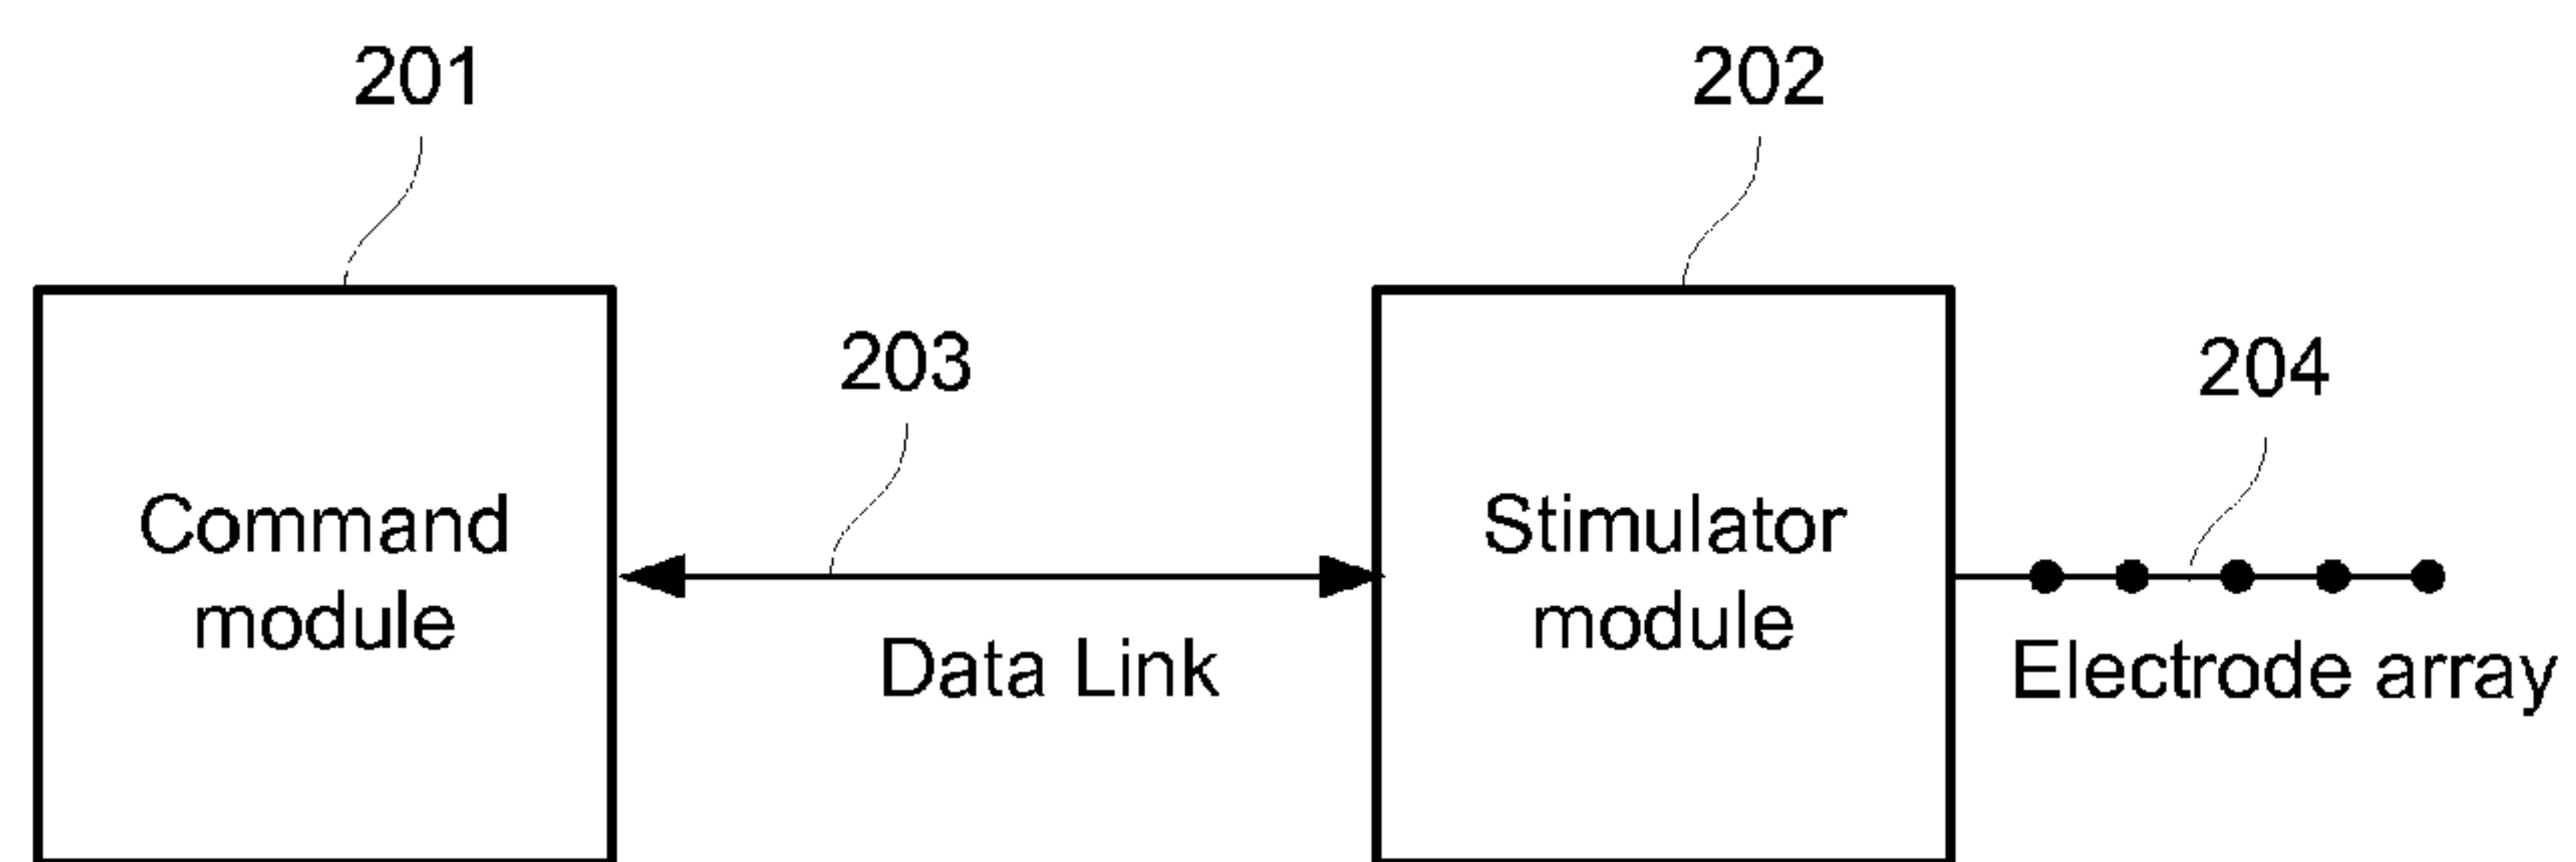 201
202
203
204
Command
module
Stimulator
module
Data Link
Electrode array